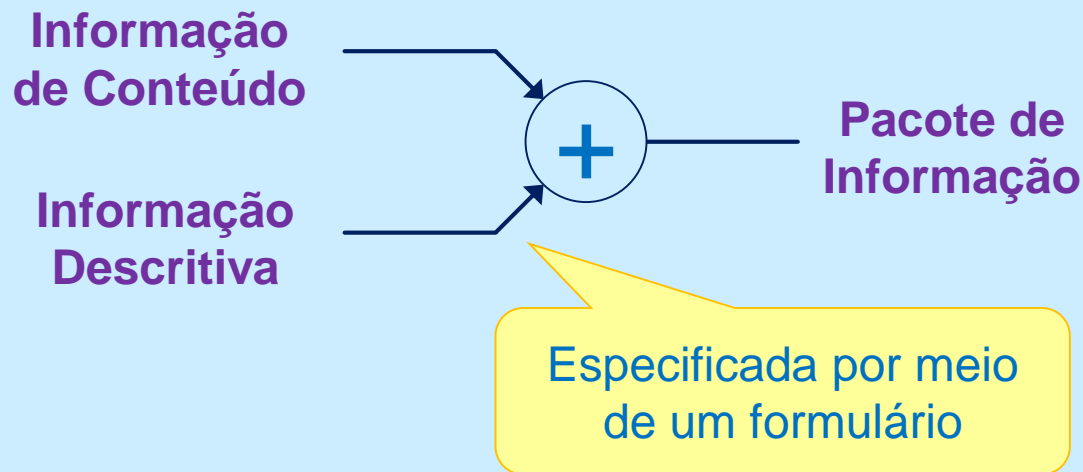 Informação
de Conteúdo
+
Pacote de
Informação
Informação
Descritiva
Especificada por meio
de um formulário